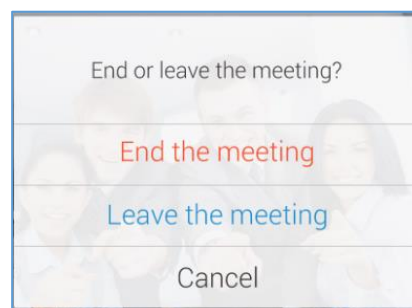 End or leave the meeting?
End the meeting
Leave the meeting
Cancel